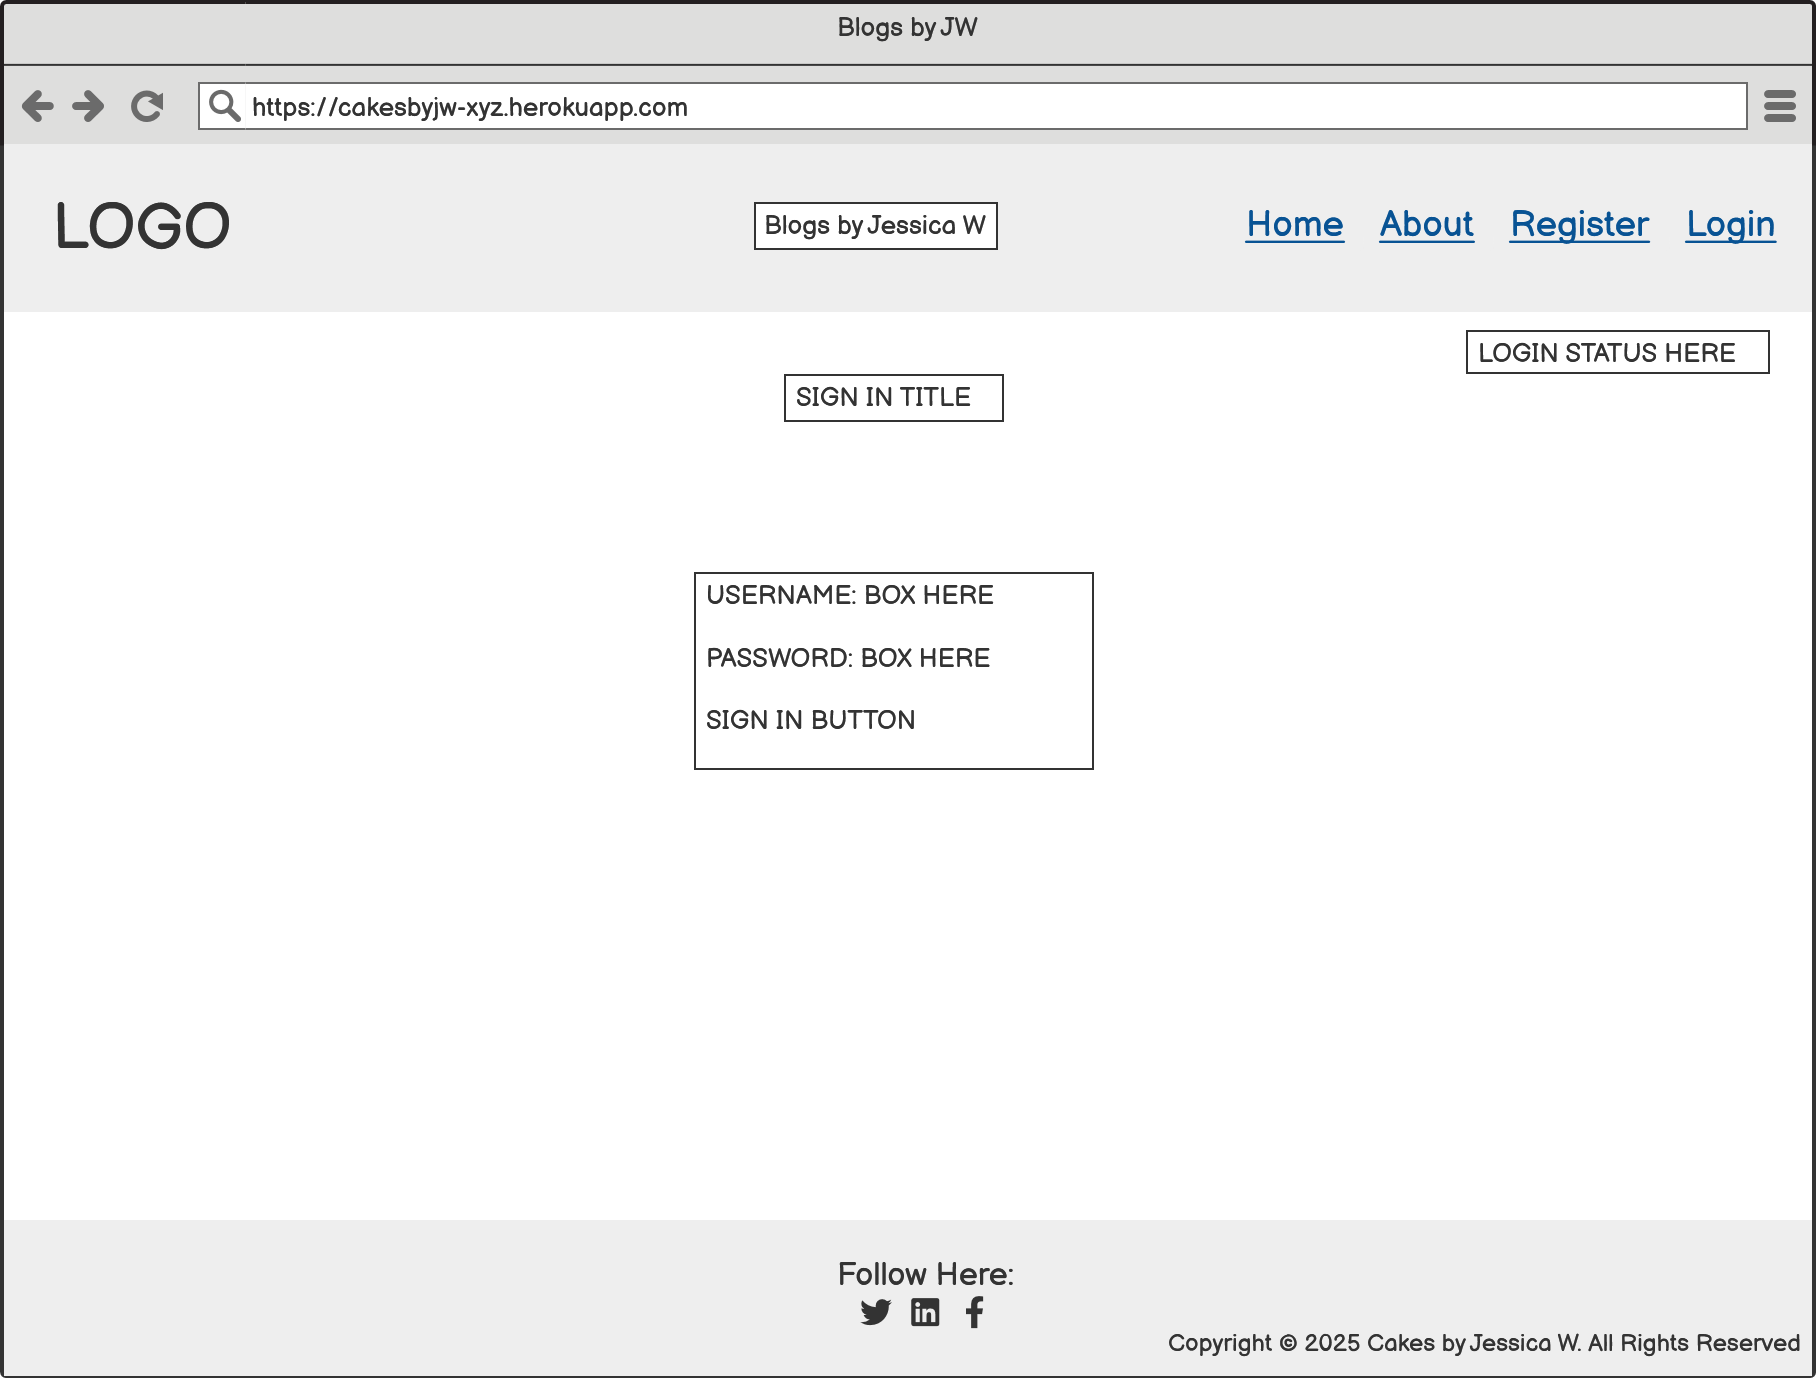 Blogs by JW
https://cakesbyjw-xyz.herokuapp.com
LOGO
Blogs by Jessica W
Home About Register Login
LOGIN STATUS HERE
SIGN IN TITLE
USERNAME: BOX HERE
PASSWORD: BOX HERE
SIGN IN BUTTON
Follow Here:
Copyright © 2025 Cakes by Jessica W. All Rights Reserved